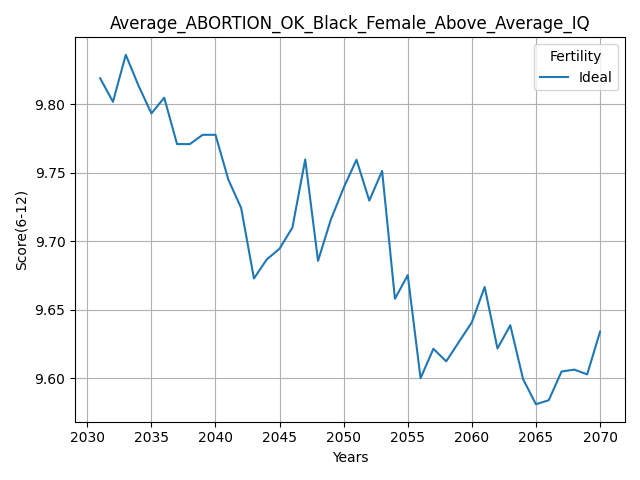 Average_ABORTION_OK_Black_Female_Above_Average_IQ
Fertility
Ideal
Score(6-12)
9.80
9.75
9.70
9.65
9.60
2030 2035 2040 2045 2050 2055 2060 2065 2070
Years